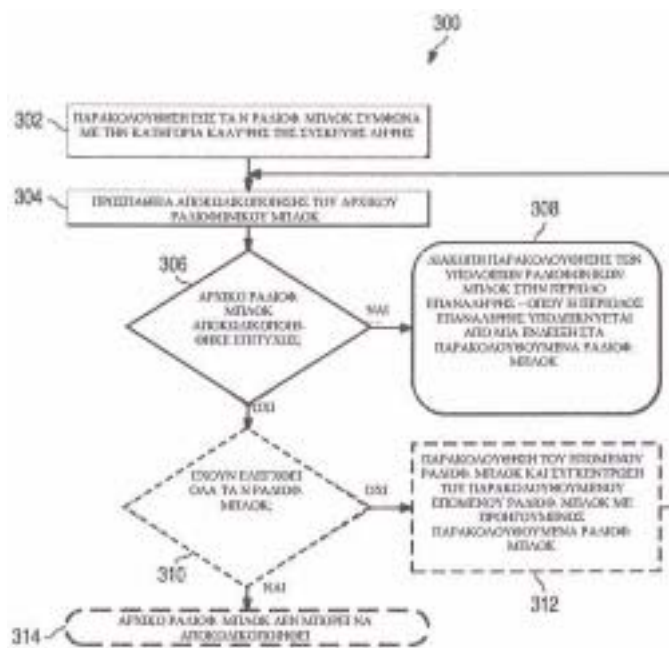 300
302
ΠΑΡΑΚΟΛΟΥΘΗΣΗ ΕΩΣ ΤΑ Ν ΡΑΔΙΟΦ. ΜΠΛΟΚ ΣΥΜΦΩΝΑ
ΜΕ ΤΗΝ ΚΑΤΗΓΟΡΙΑ ΚΑΛΥΨΗΣ ΤΗΣ ΣΥΣΚΕΥΗΣ ΛΗΨΗΣ
304
ΠΡΟΣΠΑΘΕΙΑ ΑΠΟΚΩΔΙΚΟΠΟΙΗΣΗΣ ΤΟΥ ΑΡΧΙΚΟΥ
ΡΑΔΙΟΦΩΝΙΚΟΥ ΜΠΛΟΚ
306
ΑΡΧΙΚΟ ΡΑΔΙΟΦ.
ΜΠΛΟΚ
ΑΠΟΚΩΔΙΚΟΠΟΙΗ-
ΘΗΚΕ ΕΠΙΤΥΧΩΣ;
ΝΑΙ
308
ΔΙΑΚΟΠΗ ΠΑΡΑΚΟΛΟΥΘΗΣΗΣ ΤΩΝ
ΥΠΟΛΟΙΠΩΝ ΡΑΔΙΟΦΩΝΙΚΩΝ
ΜΠΛΟΚ ΣΤΗΝ ΠΕΡΙΟΔΟ
ΕΠΑΝΑΛΗΨΗΣ – ΟΠΟΥ Η ΠΕΡΙΟΔΟΣ
ΕΠΑΝΑΛΗΨΗΣ ΥΠΟΔΕΙΚΝΥΕΤΑΙ
ΑΠΟ ΜΙΑ ΕΝΔΕΙΞΗ ΣΤΑ
ΠΑΡΑΚΟΛΟΥΘΟΥΜΕΝΑ ΡΑΔΙΟΦ.
ΜΠΛΟΚ
ΟΧΙ
ΕΧΟΥΝ ΕΛΕΓΧΘΕΙ
ΟΛΑ ΤΑ Ν ΡΑΔΙΟΦ.
ΜΠΛΟΚ;
310
ΟΧΙ
ΠΑΡΑΚΟΛΟΥΘΗΣΗ ΤΟΥ ΕΠΟΜΕΝΟΥ
ΡΑΔΙΟΦ. ΜΠΛΟΚ ΚΑΙ ΣΥΓΚΕΝΤΡΩΣΗ
ΤΟΥ ΠΑΡΑΚΟΛΟΥΘΟΥΜΕΝΟΥ
ΕΠΟΜΕΝΟΥ ΡΑΔΙΟΦ. ΜΠΛΟΚ ΜΕ
ΠΡΟΗΓΟΥΜΕΝΩΣ
ΠΑΡΑΚΟΛΟΥΘΟΥΜΕΝΑ ΡΑΔΙΟΦ.
ΜΠΛΟΚ
312
ΝΑΙ
314
ΑΡΧΙΚΟ ΡΑΔΙΟΦ. ΜΠΛΟΚ ΔΕΝ ΜΠΟΡΕΙ ΝΑ
ΑΠΟΚΩΔΙΚΟΠΟΙΗΘΕΙ